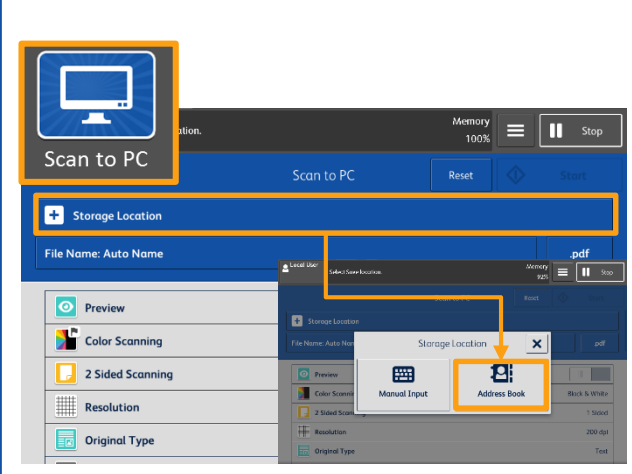 Scan to PC
ation.
Memory
100%
Stop
Scan to PC
Reset
Start
Storage Location
File Name: Auto Name
.pdf
Preview
Color Scanning
2 Sided Scanning
Resolution
Original Type
Local User
Select Save location.
Memory
Stop
Reset
Storage Location
File Name: Auto Nam
.pdf
Storage Location
Manual Input
Address Book
Preview
Color Scanni
Black & White
2 Sided Scan
1 Sided
Resolution
200 dpi
Original Type
Text